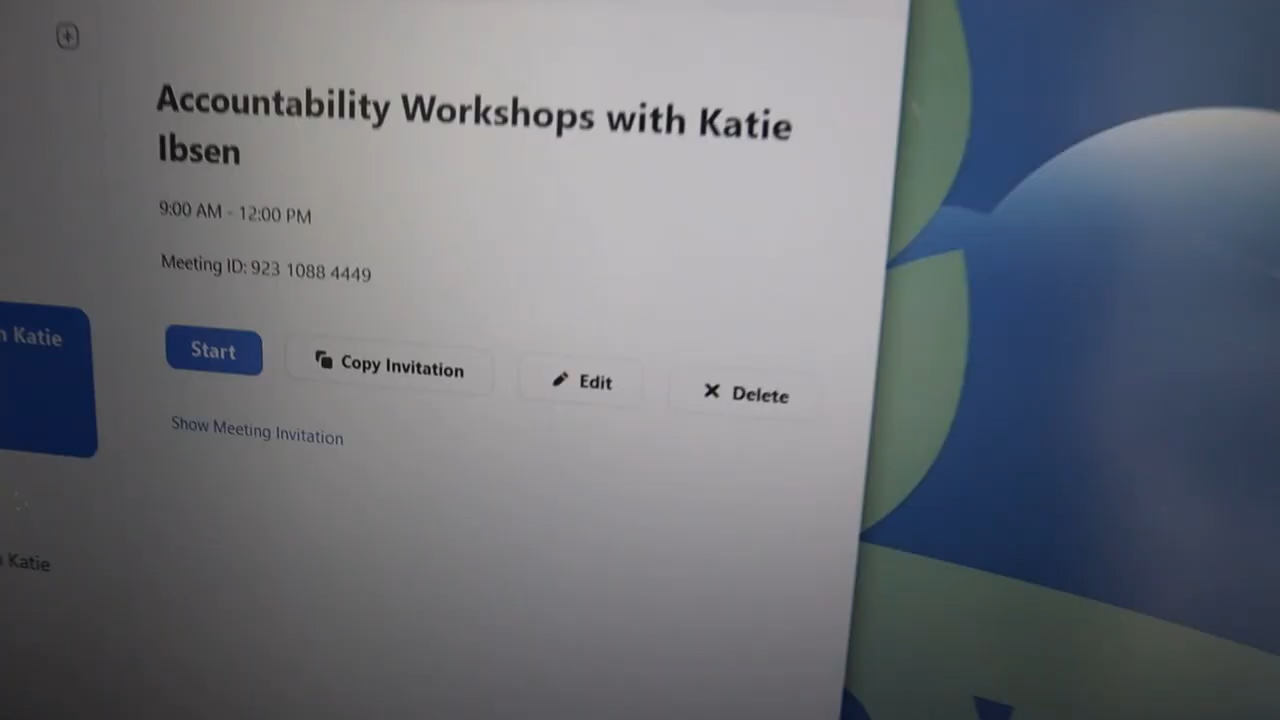 Accountability Workshops with Katie
Ibsen
9:00 AM - 12:00 PM
Meeting ID: 923 1088 4449
Katie
Start
Copy Invitation
Edit
Delete
Show Meeting Invitation
Katie